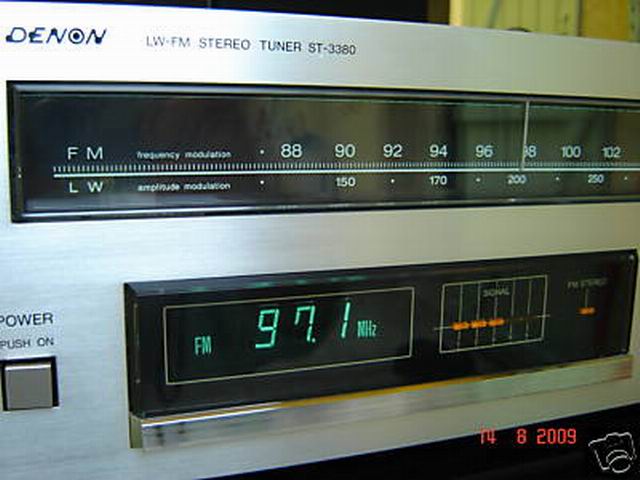 DENON LW-FM STEREO TUNER ST-3380
FM frequency modulation 88 90 92 94 96 98 100 102
LW amplitude modulation 150 170 200 250
SIGNAL FM STEREO
FM 97.1 MHz
POWER
PUSH ON
14 8 2009